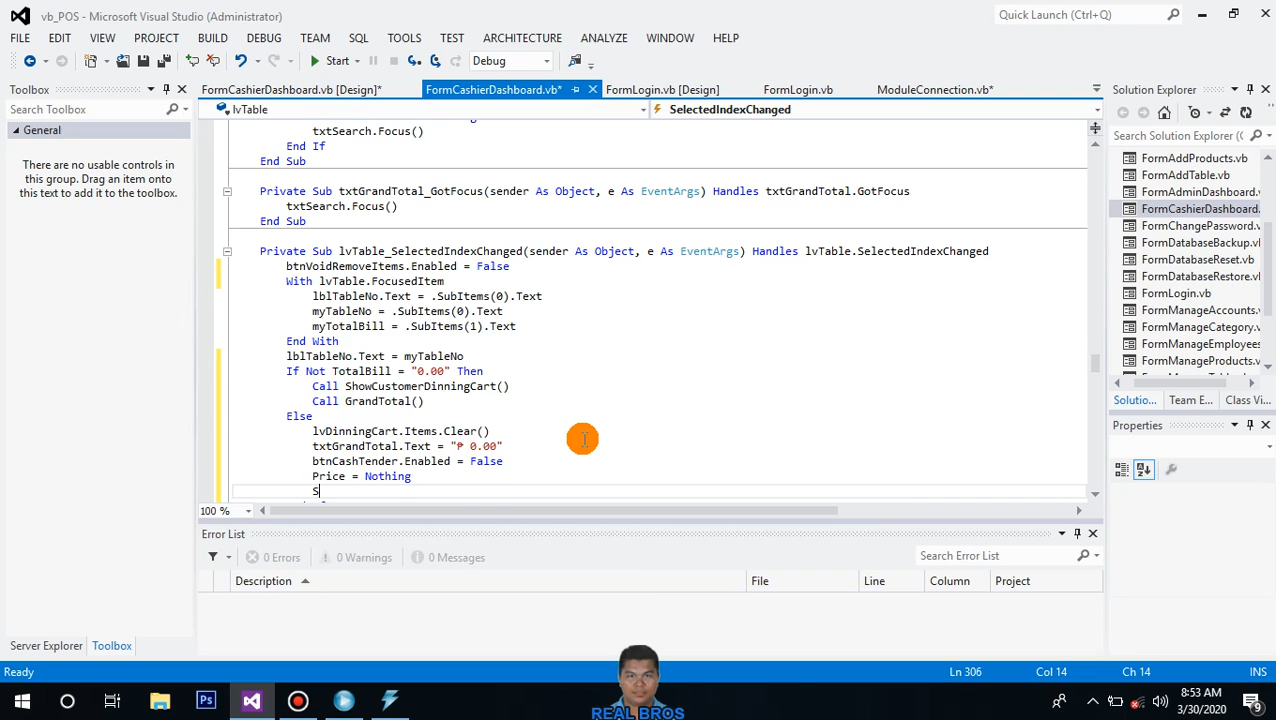 vb_POS - Microsoft Visual Studio (Administrator)
Quick Launch (Ctrl+Q)
FILE EDIT VIEW PROJECT BUILD DEBUG TEAM SQL TOOLS TEST ARCHITECTURE ANALYZE WINDOW HELP
Start Debug
Toolbox
FormCashierDashboard.vb [Design]* FormCashierDashboard.vb* FormLogin.vb [Design] FormLogin.vb ModuleConnection.vb*
Solution Explorer
Search Toolbox
lvTable SelectedIndexChanged
General
Search Solution Explorer (
There are no usable controls in
this group. Drag an item onto
this text to add it to the toolbox.
txtSearch.Focus()
End If
End Sub
Private Sub txtGrandTotal_GotFocus(sender As Object, e As EventArgs) Handles txtGrandTotal.GotFocus
txtSearch.Focus()
End Sub
Private Sub lvTable_SelectedIndexChanged(sender As Object, e As EventArgs) Handles lvTable.SelectedIndexChanged
btnVoidRemoveItems.Enabled = False
With lvTable.FocusedItem
lblTableNo.Text = .SubItems(0).Text
myTableNo = .SubItems(0).Text
myTotalBill = .SubItems(1).Text
End With
lblTableNo.Text = myTableNo
If Not TotalBill = "0.00" Then
Call ShowCustomerDinningCart()
Call GrandTotal()
Else
lvDinningCart.Items.Clear()
txtGrandTotal.Text = "₱ 0.00"
btnCashTender.Enabled = False
Price = Nothing
S
FormAddProducts.vb
FormAddTable.vb
FormAdminDashboard.v
FormCashierDashboard.
FormChangePassword.v
FormDatabaseBackup.v
FormDatabaseReset.vb
FormDatabaseRestore.v
FormLogin.vb
FormManageAccounts.
FormManageCategory.v
FormManageEmployees
FormManageProducts.v
Solutio... Team E... Class Vi...
Properties
100 %
Error List
0 Errors 0 Warnings 0 Messages
Search Error List
Description File Line Column Project
Server Explorer Toolbox
Ready Ln 306 Col 14 Ch 14 INS
Ps
8:53 AM
3/30/2020
9
REAL BROS